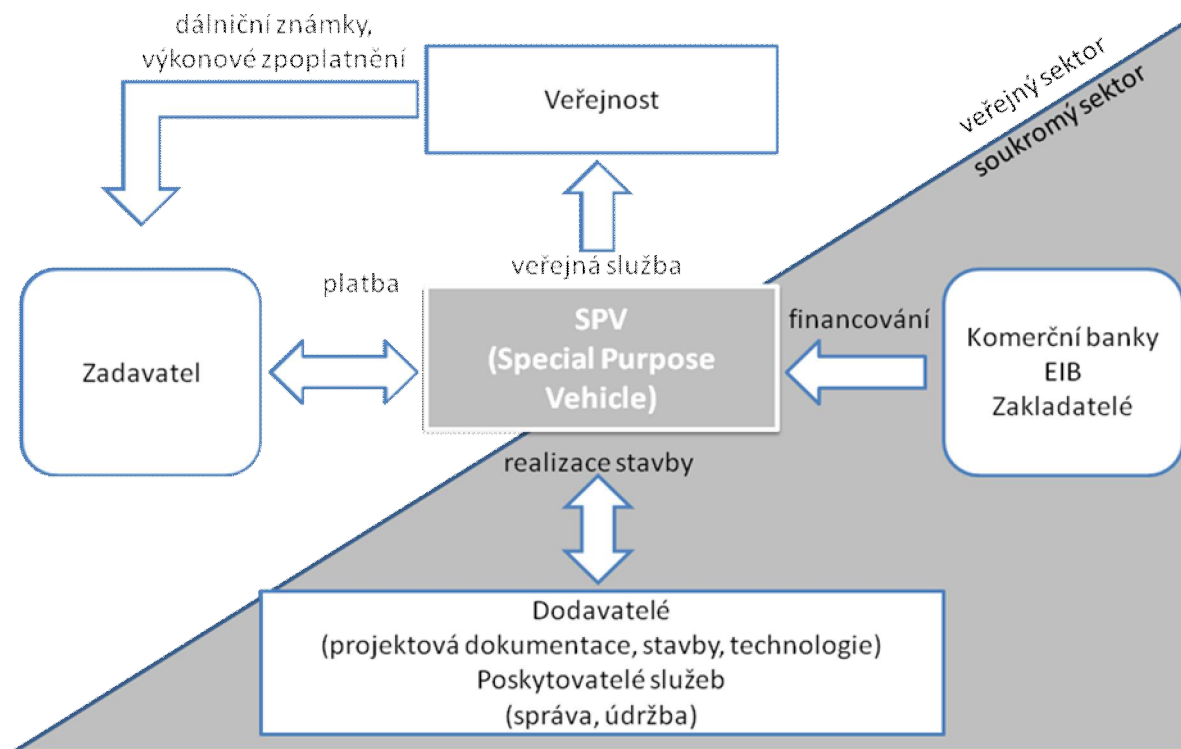 dálniční známky,
výkonové zpoplatnění
Veřejnost
veřejný sektor
soukromý sektor
platba
veřejná služba
Zadavatel
SPV
(Special Purpose
Vehicle)
financování
Komerční banky
EIB
Zakladatelé
realizace stavby
Dodavatelé
(projektová dokumentace, stavby, technologie)
Poskytovatelé služeb
(správa, údržba)